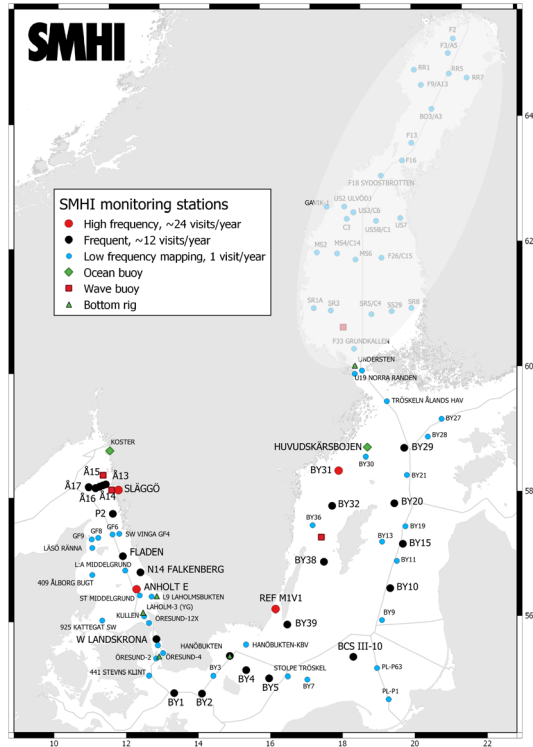 SMHI
F2
F3/A5
RR1
RR5
RR7
F9/A13
BO3/A3
64
F13
F16
F18 SYDOSTBROTTEN
SMHI monitoring stations
High frequency, ~24 visits/year
Frequent, ~12 visits/year
Low frequency mapping, 1 visit/year
Ocean buoy
Wave buoy
Bottom rig
US2 ULVÖDJ
US3/C6
C3
US5B/C1
US7
62
MS2
MS4/C14
MS6
F26/C15
SR1A
SR3
SR5/C4
SS29
SR8
F33 GRUNDKALLEN
60
UNDERSTEN
U19 NORRA RANDEN
TRÖSKELN ÅLANDS HAV
BY27
BY28
KOSTER
HUVUDSKÄRSBOJEN
BY29
BY30
BY31
BY21
Å15
Å13
Å17
Å16
Å14
SLÄGGÖ
58
P2
BY32
BY20
BY36
BY19
GF6
GF8
GF9
SW VINGA GF4
LÄSÖ RÄNNA
BY13
BY15
FLADEN
BY38
BY11
L:A MIDDELGRUND
N14 FALKENBERG
409 ÅLBORG BUGT
BY10
ANHOLT E
ST MIDDELGRUND
L9 LAHOLMSBUKTEN
REF M1V1
LAHOLM-3 (YG)
KULLEN
ÖRESUND-12X
BY9
56
925 KATTEGAT SW
BY39
W LANDSKRONA
HANÖBUKTEN
HANÖBUKTEN-KBV
BCS III-10
ÖRESUND-2
ÖRESUND-4
441 STEVNS KLINT
BY3
BY4
STOLPE TRÖSKEL
PL-P63
BY5
BY7
BY1
BY2
PL-P1
10
12
14
16
18
20
22